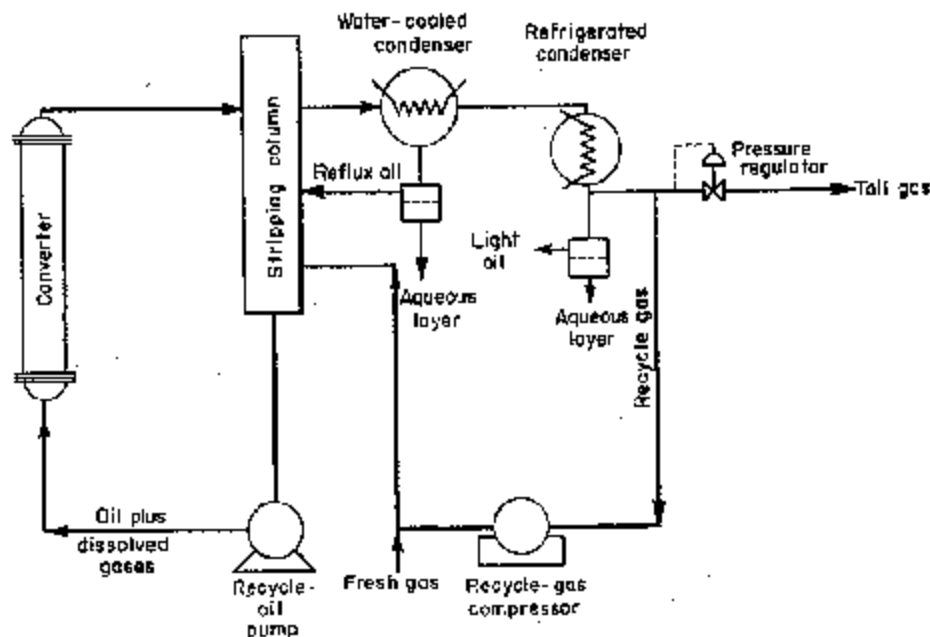 Water-cooled
condenser
Refrigerated
condenser
Converter
Stripping column
Reflux oil
Pressure
regulator
Tail gas
Light
oil
Aqueous
layer
Aqueous
layer
Recycle gas
Oil plus
dissolved
gases
Recycle-
oil
pump
Fresh gas
Recycle-gas
compressor